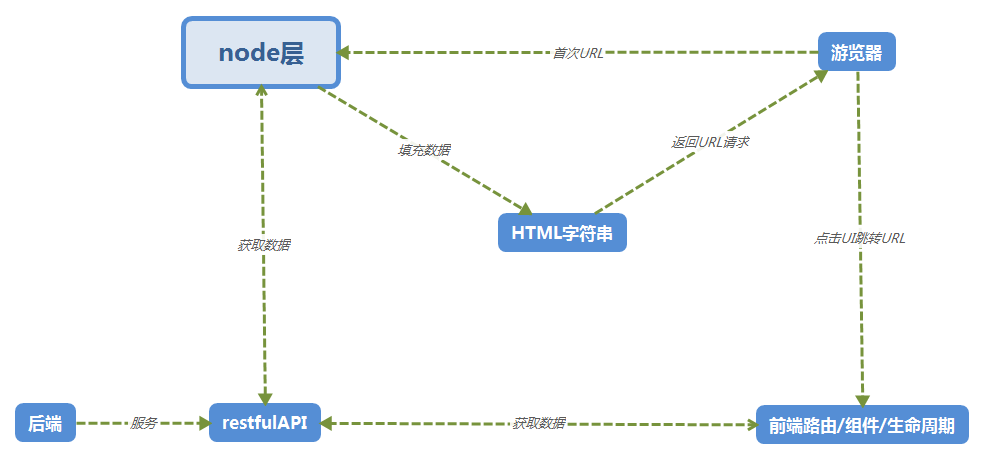 node层
首次URL
游览器
填充数据
返回URL请求
HTML字符串
获取数据
点击UI跳转URL
后端
服务
restfulAPI
获取数据
前端路由/组件/生命周期